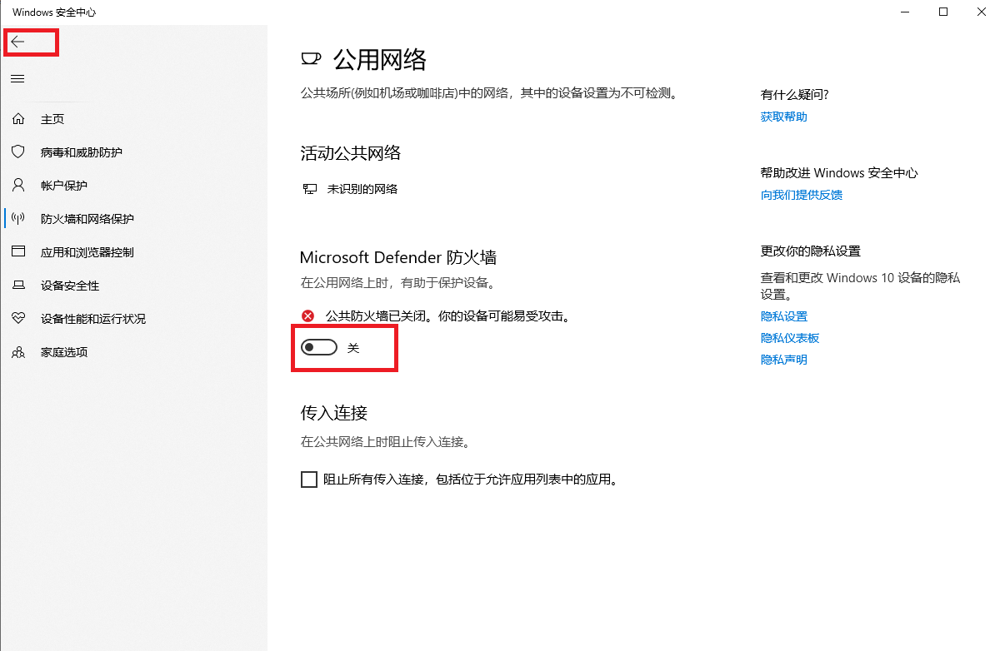 Windows 安全中心
主页
病毒和威胁防护
帐户保护
防火墙和网络保护
应用和浏览器控制
设备安全性
设备性能和运行状况
家庭选项
公用网络
公共场所(例如机场或咖啡店)中的网络，其中的设备设置为不可检测。
活动公共网络
未识别的网络
Microsoft Defender 防火墙
在公用网络上时，有助于保护设备。
公共防火墙已关闭。你的设备可能易受攻击。
关
传入连接
在公共网络上时阻止传入连接。
阻止所有传入连接，包括位于允许应用列表中的应用。
有什么疑问?
获取帮助
帮助改进 Windows 安全中心
向我们提供反馈
更改你的隐私设置
查看和更改 Windows 10 设备的隐私
设置。
隐私设置
隐私仪表板
隐私声明